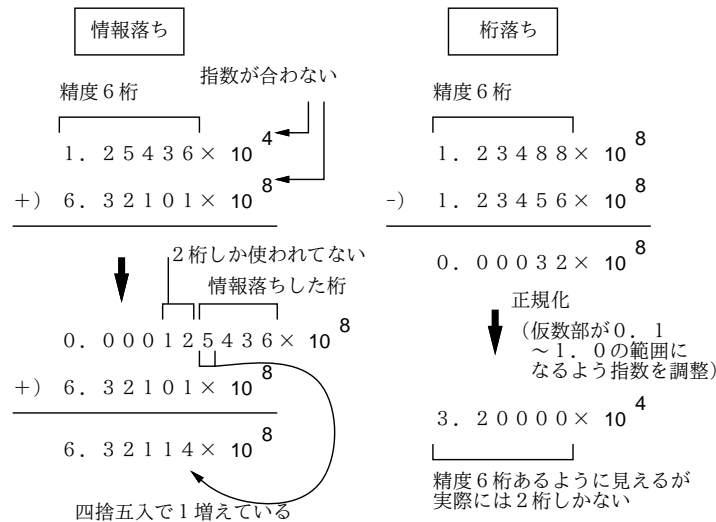 情報落ち
指数が合わない
精度６桁
１．２５４３６× 10 4
+） ６．３２１０１× 10 8
２桁しか使われてない
情報落ちした桁
０．０００１２５４３６× 10 8
+） ６．３２１０１× 10 8
６．３２１１４× 10 8
四捨五入で１増えている
桁落ち
精度６桁
１．２３４８８× 10 8
-） １．２３４５６× 10 8
０．０００３２× 10 8
正規化
（仮数部が０．１
～１．０の範囲に
なるよう指数を調整）
３．２００００× 10 4
精度６桁あるように見えるが
実際には２桁しかない